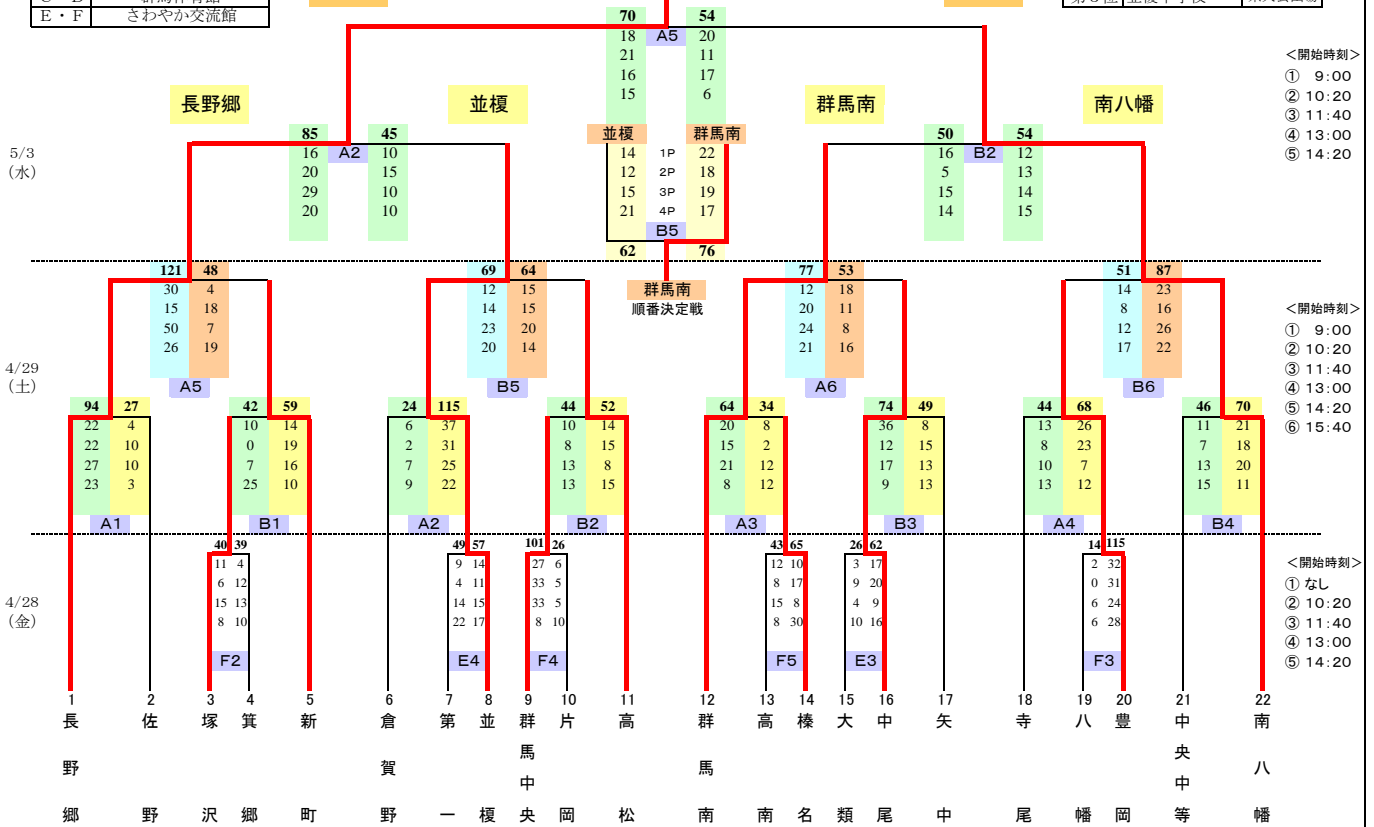 E・F さわやか交流館
70 54
18 A5 20
21 11
16 17
15 6
<開始時刻>
① 9:00
② 10:20
③ 11:40
④ 13:00
⑤ 14:20
長野郷 並榎 群馬南 南八幡
5/3
(水)
85 45
16 A2 10
20 15
29 10
20 10
並榎 群馬南
14 1P 22
12 2P 18
15 3P 19
21 4P 17
B5
62 76
群馬南
順番決定戦
50 54
16 B2 12
5 13
15 14
14 15
4/29
(土)
121 48
30 4
15 18
50 7
26 19
A5
69 64
12 15
14 15
23 20
20 14
B5
77 53
12 18
20 11
24 8
21 16
A6
51 87
14 23
8 16
12 26
17 22
B6
<開始時刻>
① 9:00
② 10:20
③ 11:40
④ 13:00
⑤ 14:20
⑥ 15:40
94 27
22 4
22 10
27 10
23 3
A1
42 59
10 14
0 19
7 16
25 10
B1
24 115
6 37
2 31
7 25
9 22
A2
44 52
10 14
8 15
13 8
13 15
B2
64 34
20 8
15 2
21 12
8 12
A3
74 49
36 8
12 15
17 13
9 13
B3
44 68
13 26
8 23
10 7
13 12
A4
46 70
11 21
7 18
13 20
15 11
B4
4/28
(金)
40 39
11 4
6 12
15 13
8 10
F2
49 57
9 14
4 11
14 15
22 17
E4
101 26
27 6
33 5
33 5
8 10
F4
43 65
12 10
8 17
15 8
8 30
F5
26 62
3 17
9 20
4 9
10 16
E3
14 115
2 32
0 31
6 24
6 28
F3
<開始時刻>
① なし
② 10:20
③ 11:40
④ 13:00
⑤ 14:20
1 長野郷
2 佐野
3 塚沢
4 箕郷
5 新町
6 倉賀野
7 第一
8 並榎
9 群馬中央
10 片岡
11 高松
12 群馬南
13 高南
14 榛名
15 大類
16 中尾
17 矢中
18 寺尾
19 八幡
20 豊岡
21 中央中等
22 南八幡